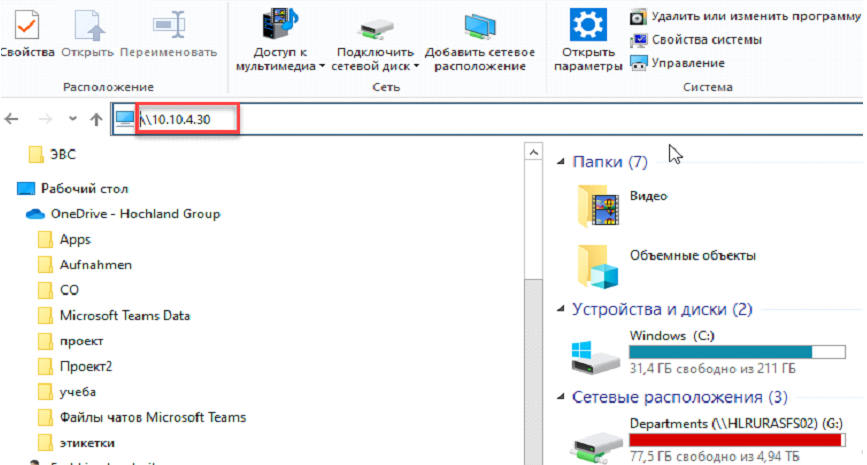 Свойства
Открыть
Переименовать
Расположение
Доступ к
мультимедиа
Подключить
сетевой диск
Добавить сетевое
расположение
Сеть
Открыть
параметры
Удалить или изменить программу
Свойства системы
Управление
Система
\\10.10.4.30
ЭВС
Рабочий стол
OneDrive - Hochland Group
Apps
Aufnahmen
CO
Microsoft Teams Data
проект
Проект2
учеба
Файлы чатов Microsoft Teams
этикетки
Папки (7)
Видео
Объемные объекты
Устройства и диски (2)
Windows (C:)
31,4 ГБ свободно из 211 ГБ
Сетевые расположения (3)
Departments (\\HLRURASFS02) (G:)
77,5 ГБ свободно из 4,94 ТБ